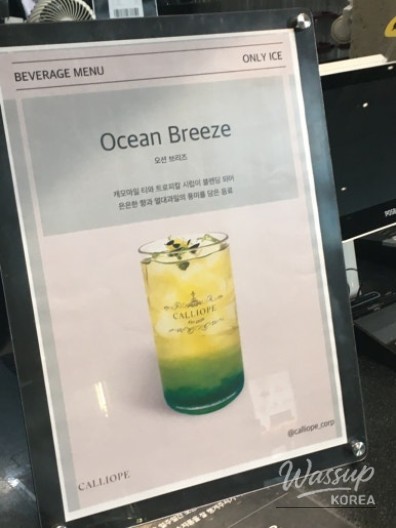 BEVERAGE MENU
ONLY ICE
Ocean Breeze
오션 브리즈
캐모마일 티와 트로피컬 시럽이 블렌딩 되어
은은한 향과 열대과일의 풍미를 담은 음료
CALLIOPE
CALLIOPE
@calliope_corp
Wassup
KOREA